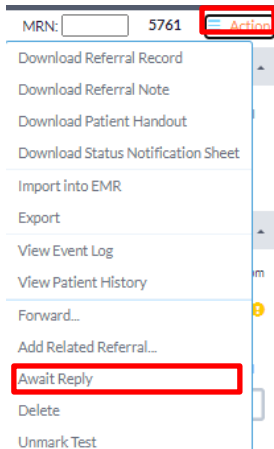 MRN: 5761 Action
Download Referral Record
Download Referral Note
Download Patient Handout
Download Status Notification Sheet
Import into EMR
Export
View Event Log
View Patient History
om
Forward...
Add Related Referral...
Await Reply
Delete
Unmark Test